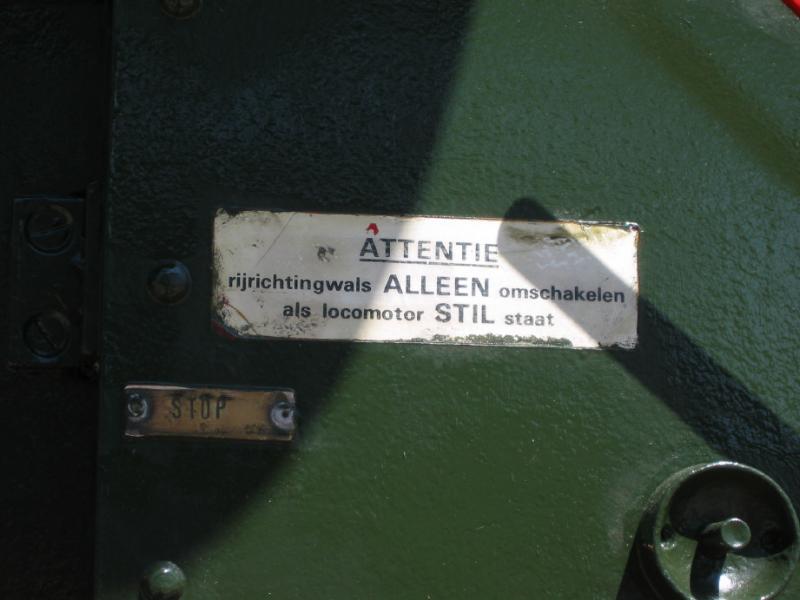 ATTENTIE
rijrichtingwals ALLEEN omschakelen
als locomotor STIL staat
STOP